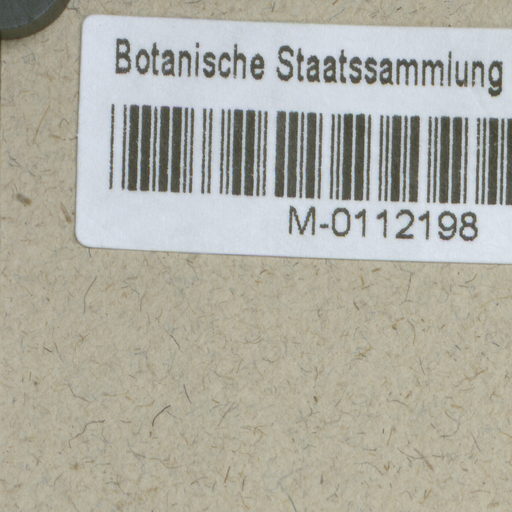 Botanische Staatssammlung
M-0112198